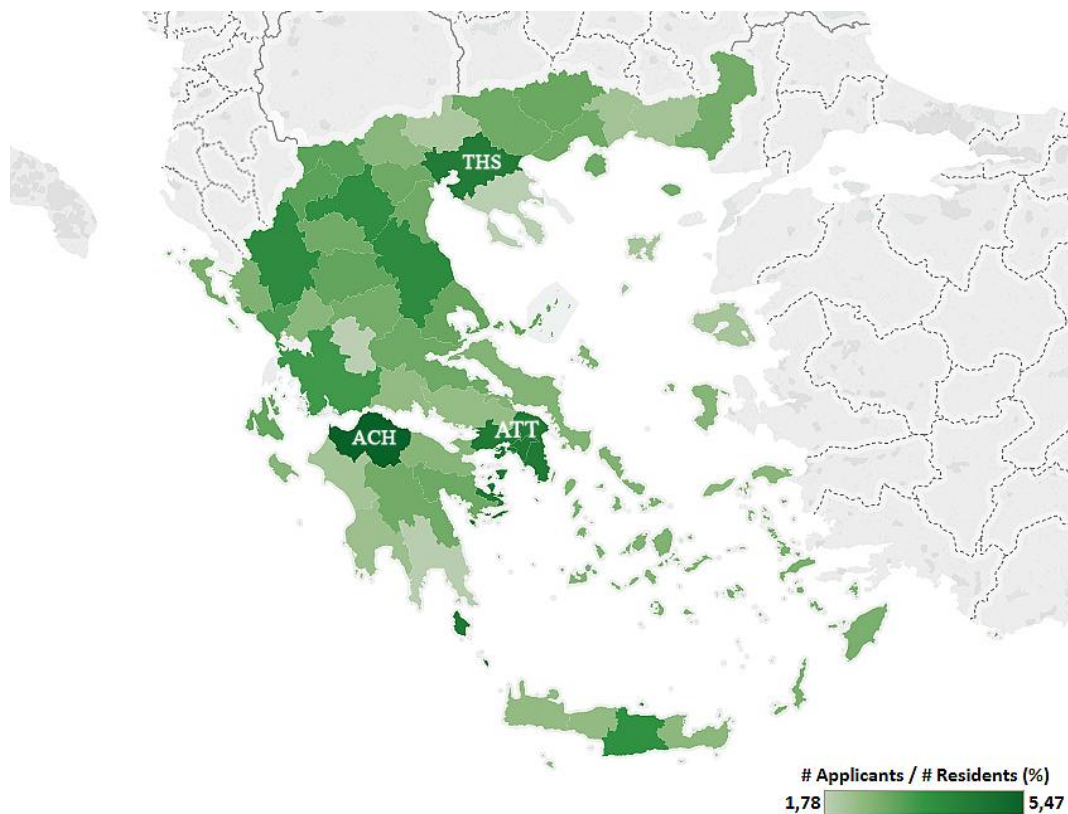 THS
ACH
ATT
# Applicants / # Residents (%)
1,78
5,47